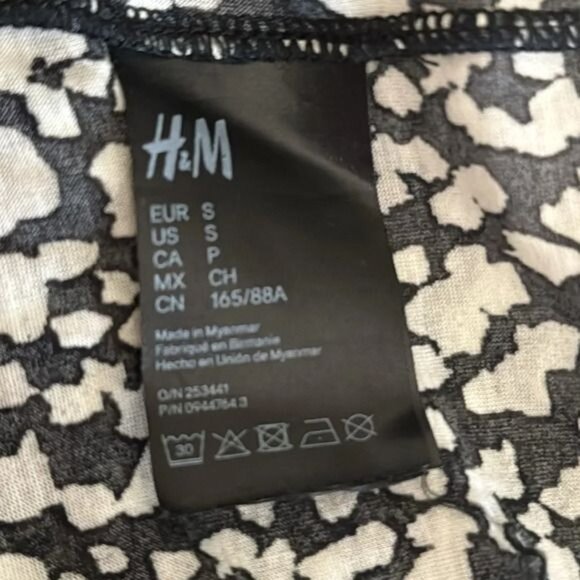 H&M
EUR S
US S
CA P
MX CH
CN 165/88A
Made in Myanmar
Fabriqué en Birmanie
Hecho en Unión de Myanmar
O/N 253441
P/N 0944764.3
30